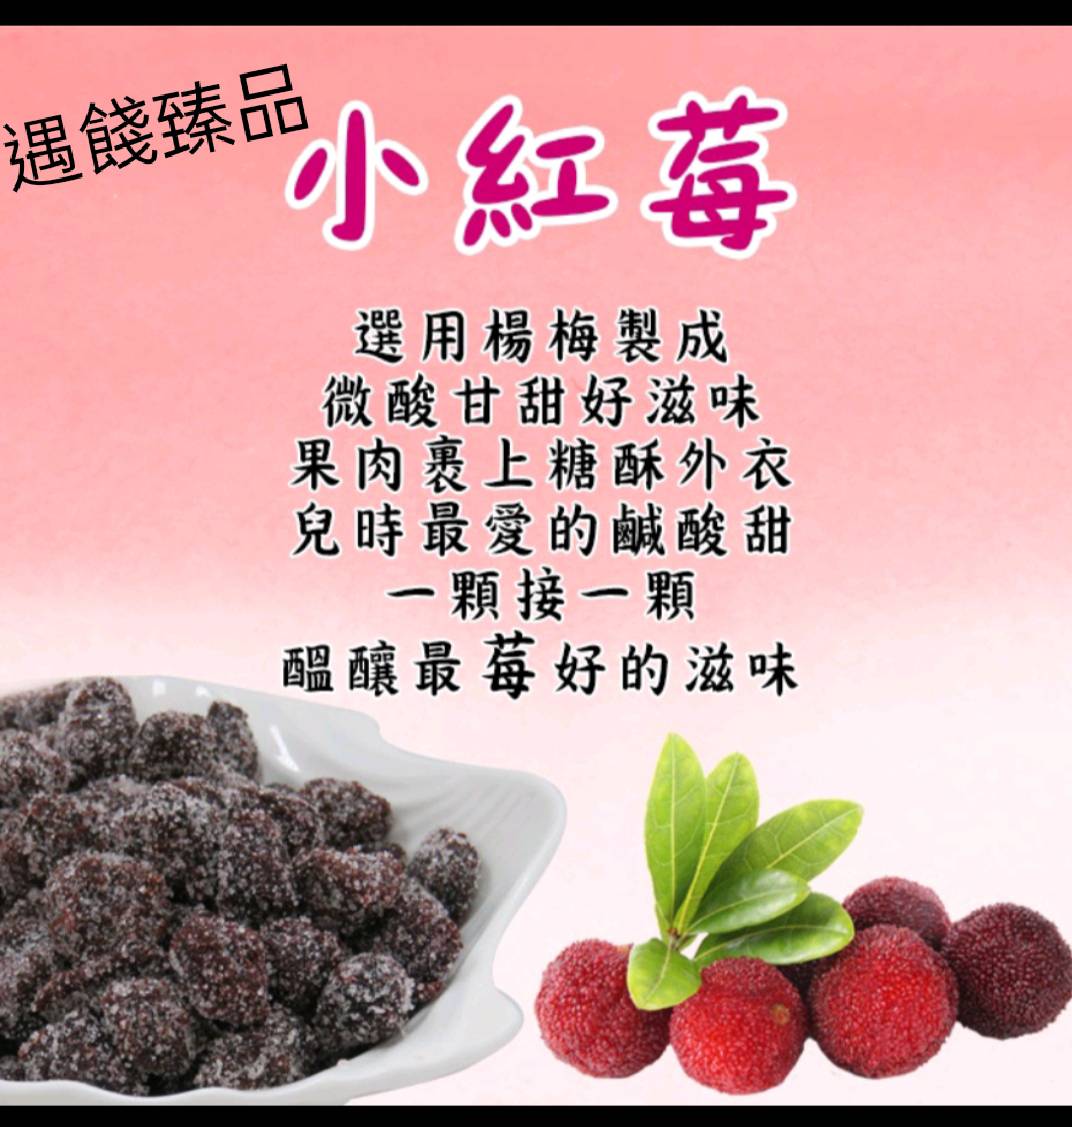 遇餞臻品
小紅莓
選用楊梅製成
微酸甘甜好滋味
果肉裹上糖酥外衣
兒時最愛的鹹酸甜
一顆接一顆
醞釀最莓好的滋味